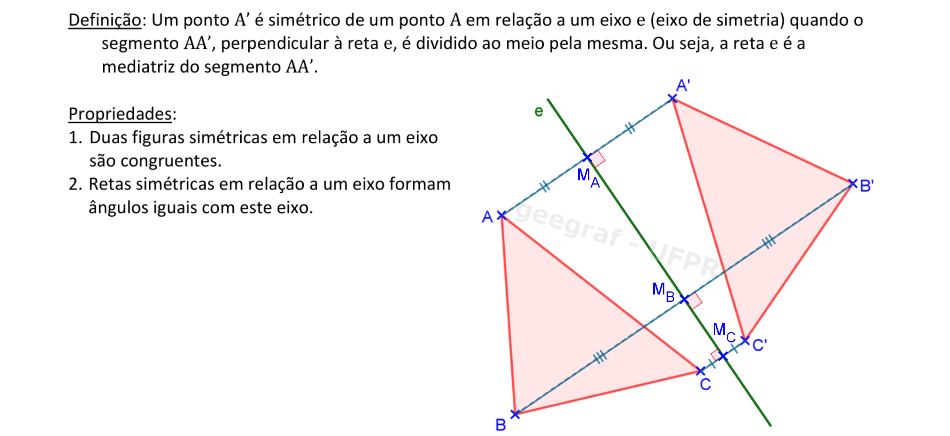 Definição: Um ponto A’ é simétrico de um ponto A em relação a um eixo e (eixo de simetria) quando o
segmento AA’, perpendicular à reta e, é dividido ao meio pela mesma. Ou seja, a reta e é a
mediatriz do segmento AA’.
Propriedades:
1. Duas figuras simétricas em relação a um eixo
são congruentes.
2. Retas simétricas em relação a um eixo formam
ângulos iguais com este eixo.
A'
e
M_A
B'
A
geegraf - UFPR
M_B
M_C
C'
C
B